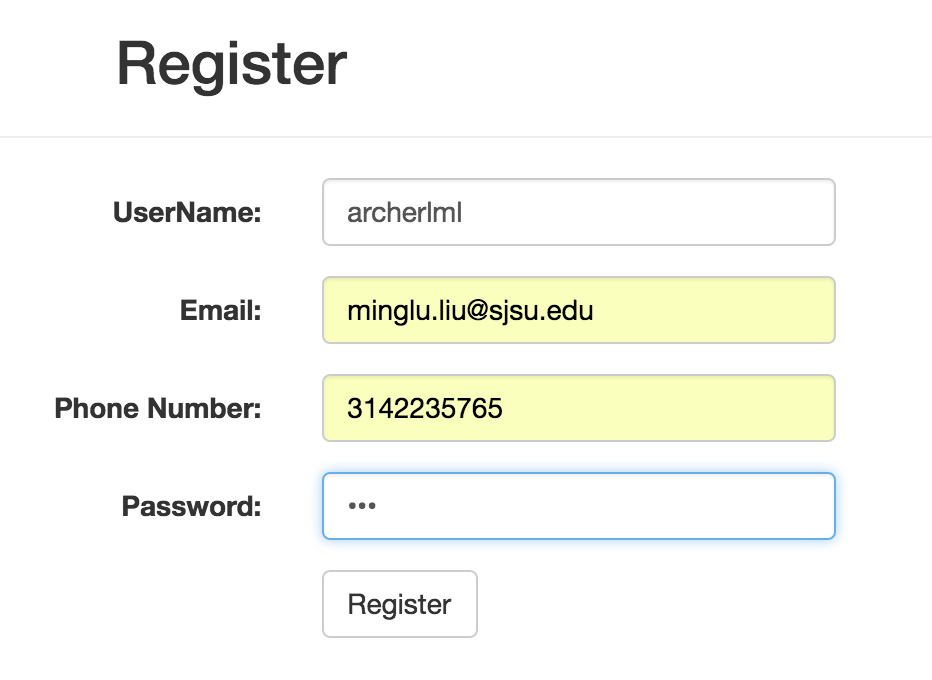 Register
UserName: archerlml
Email: minglu.liu@sjsu.edu
Phone Number: 3142235765
Password: •••
Register